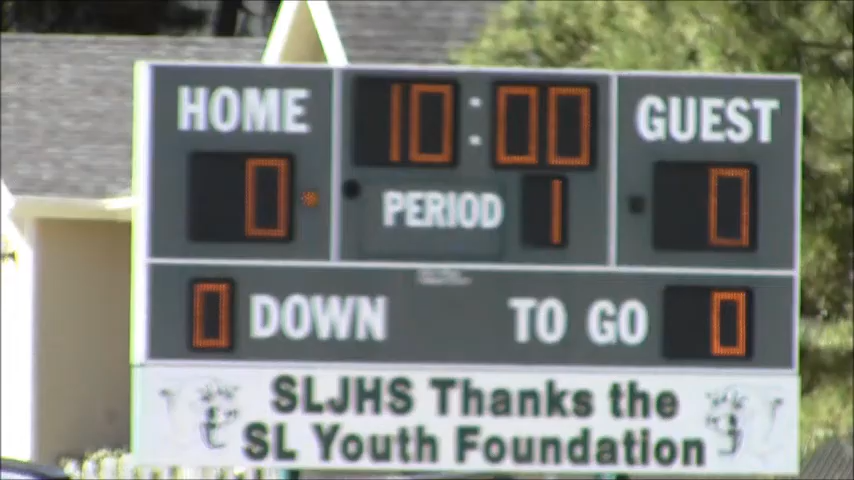 HOME 10:00 GUEST
0 PERIOD 1 0
0 DOWN TO GO 0
SLJHS Thanks the
SL Youth Foundation